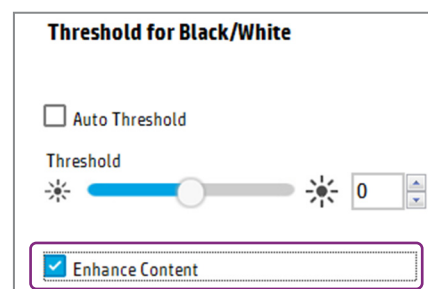 Threshold for Black/White
Auto Threshold
Threshold
0
Enhance Content